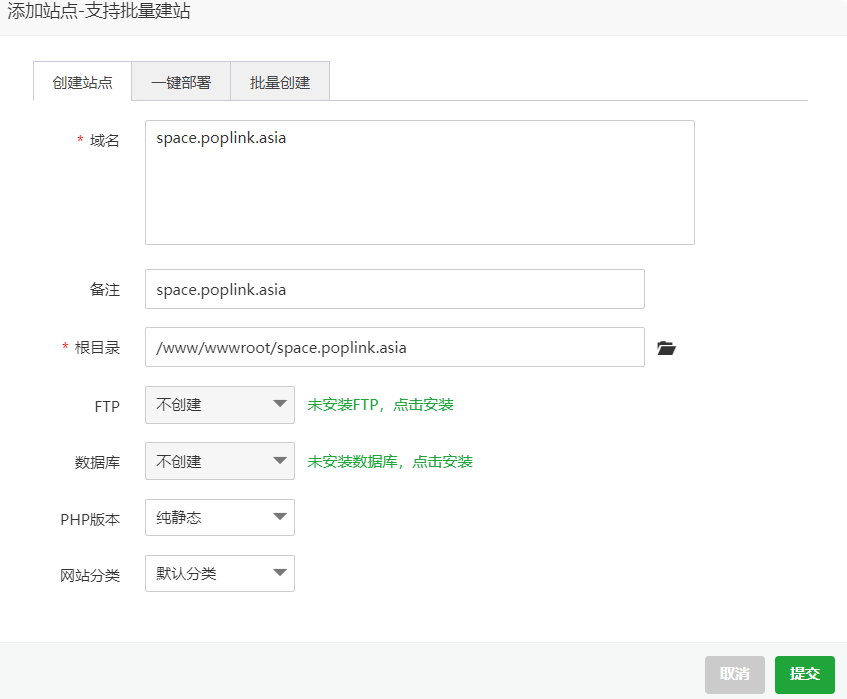 添加站点-支持批量建站
创建站点 一键部署 批量创建
* 域名 space.poplink.asia
备注 space.poplink.asia
* 根目录 /www/wwwroot/space.poplink.asia
FTP 不创建 未安装FTP，点击安装
数据库 不创建 未安装数据库，点击安装
PHP版本 纯静态
网站分类 默认分类
取消 提交